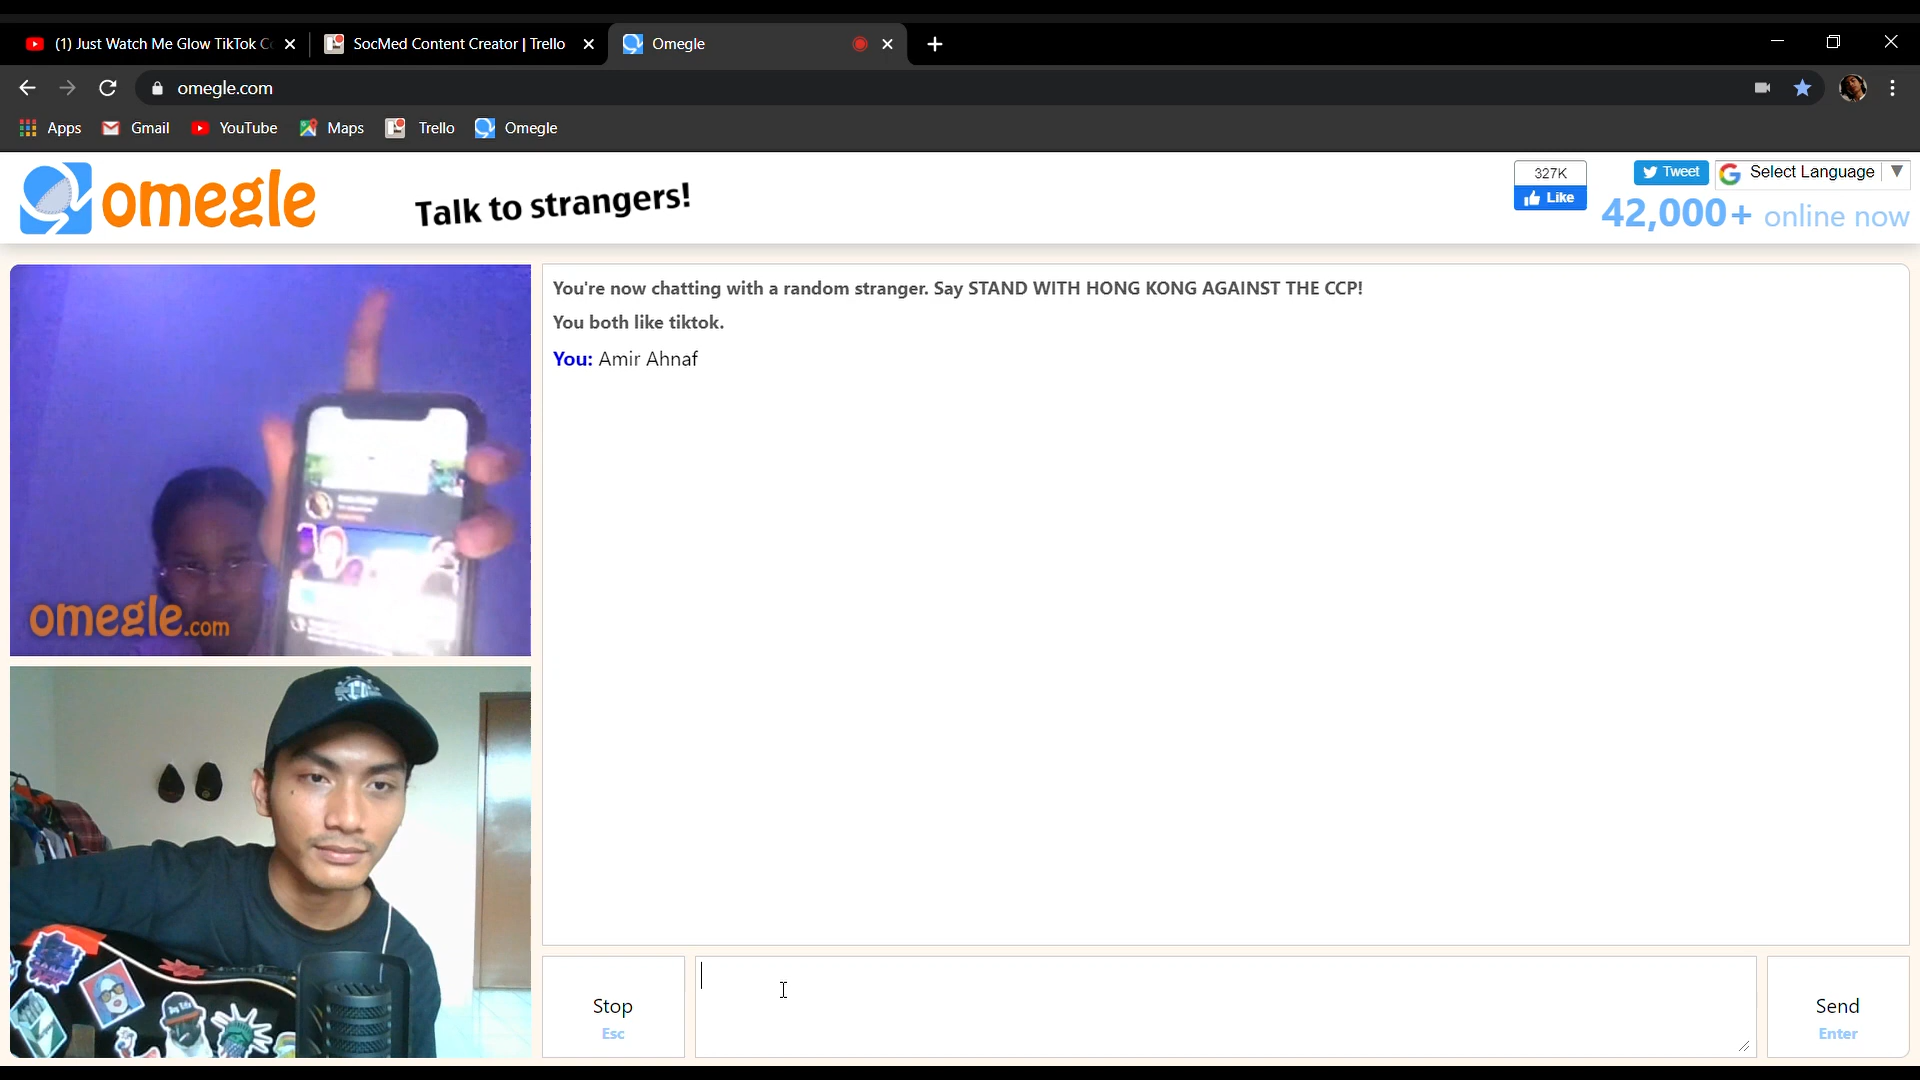 (1) Just Watch Me Glow TikTok C
SocMed Content Creator | Trello
Omegle
omegle.com
Apps
Gmail
YouTube
Maps
Trello
Omegle
omegle
Talk to strangers!
327K
Like
Tweet
Select Language
42,000+ online now
You're now chatting with a random stranger. Say STAND WITH HONG KONG AGAINST THE CCP!
You both like tiktok.
You: Amir Ahnaf
omegle.com
Stop
Esc
Send
Enter